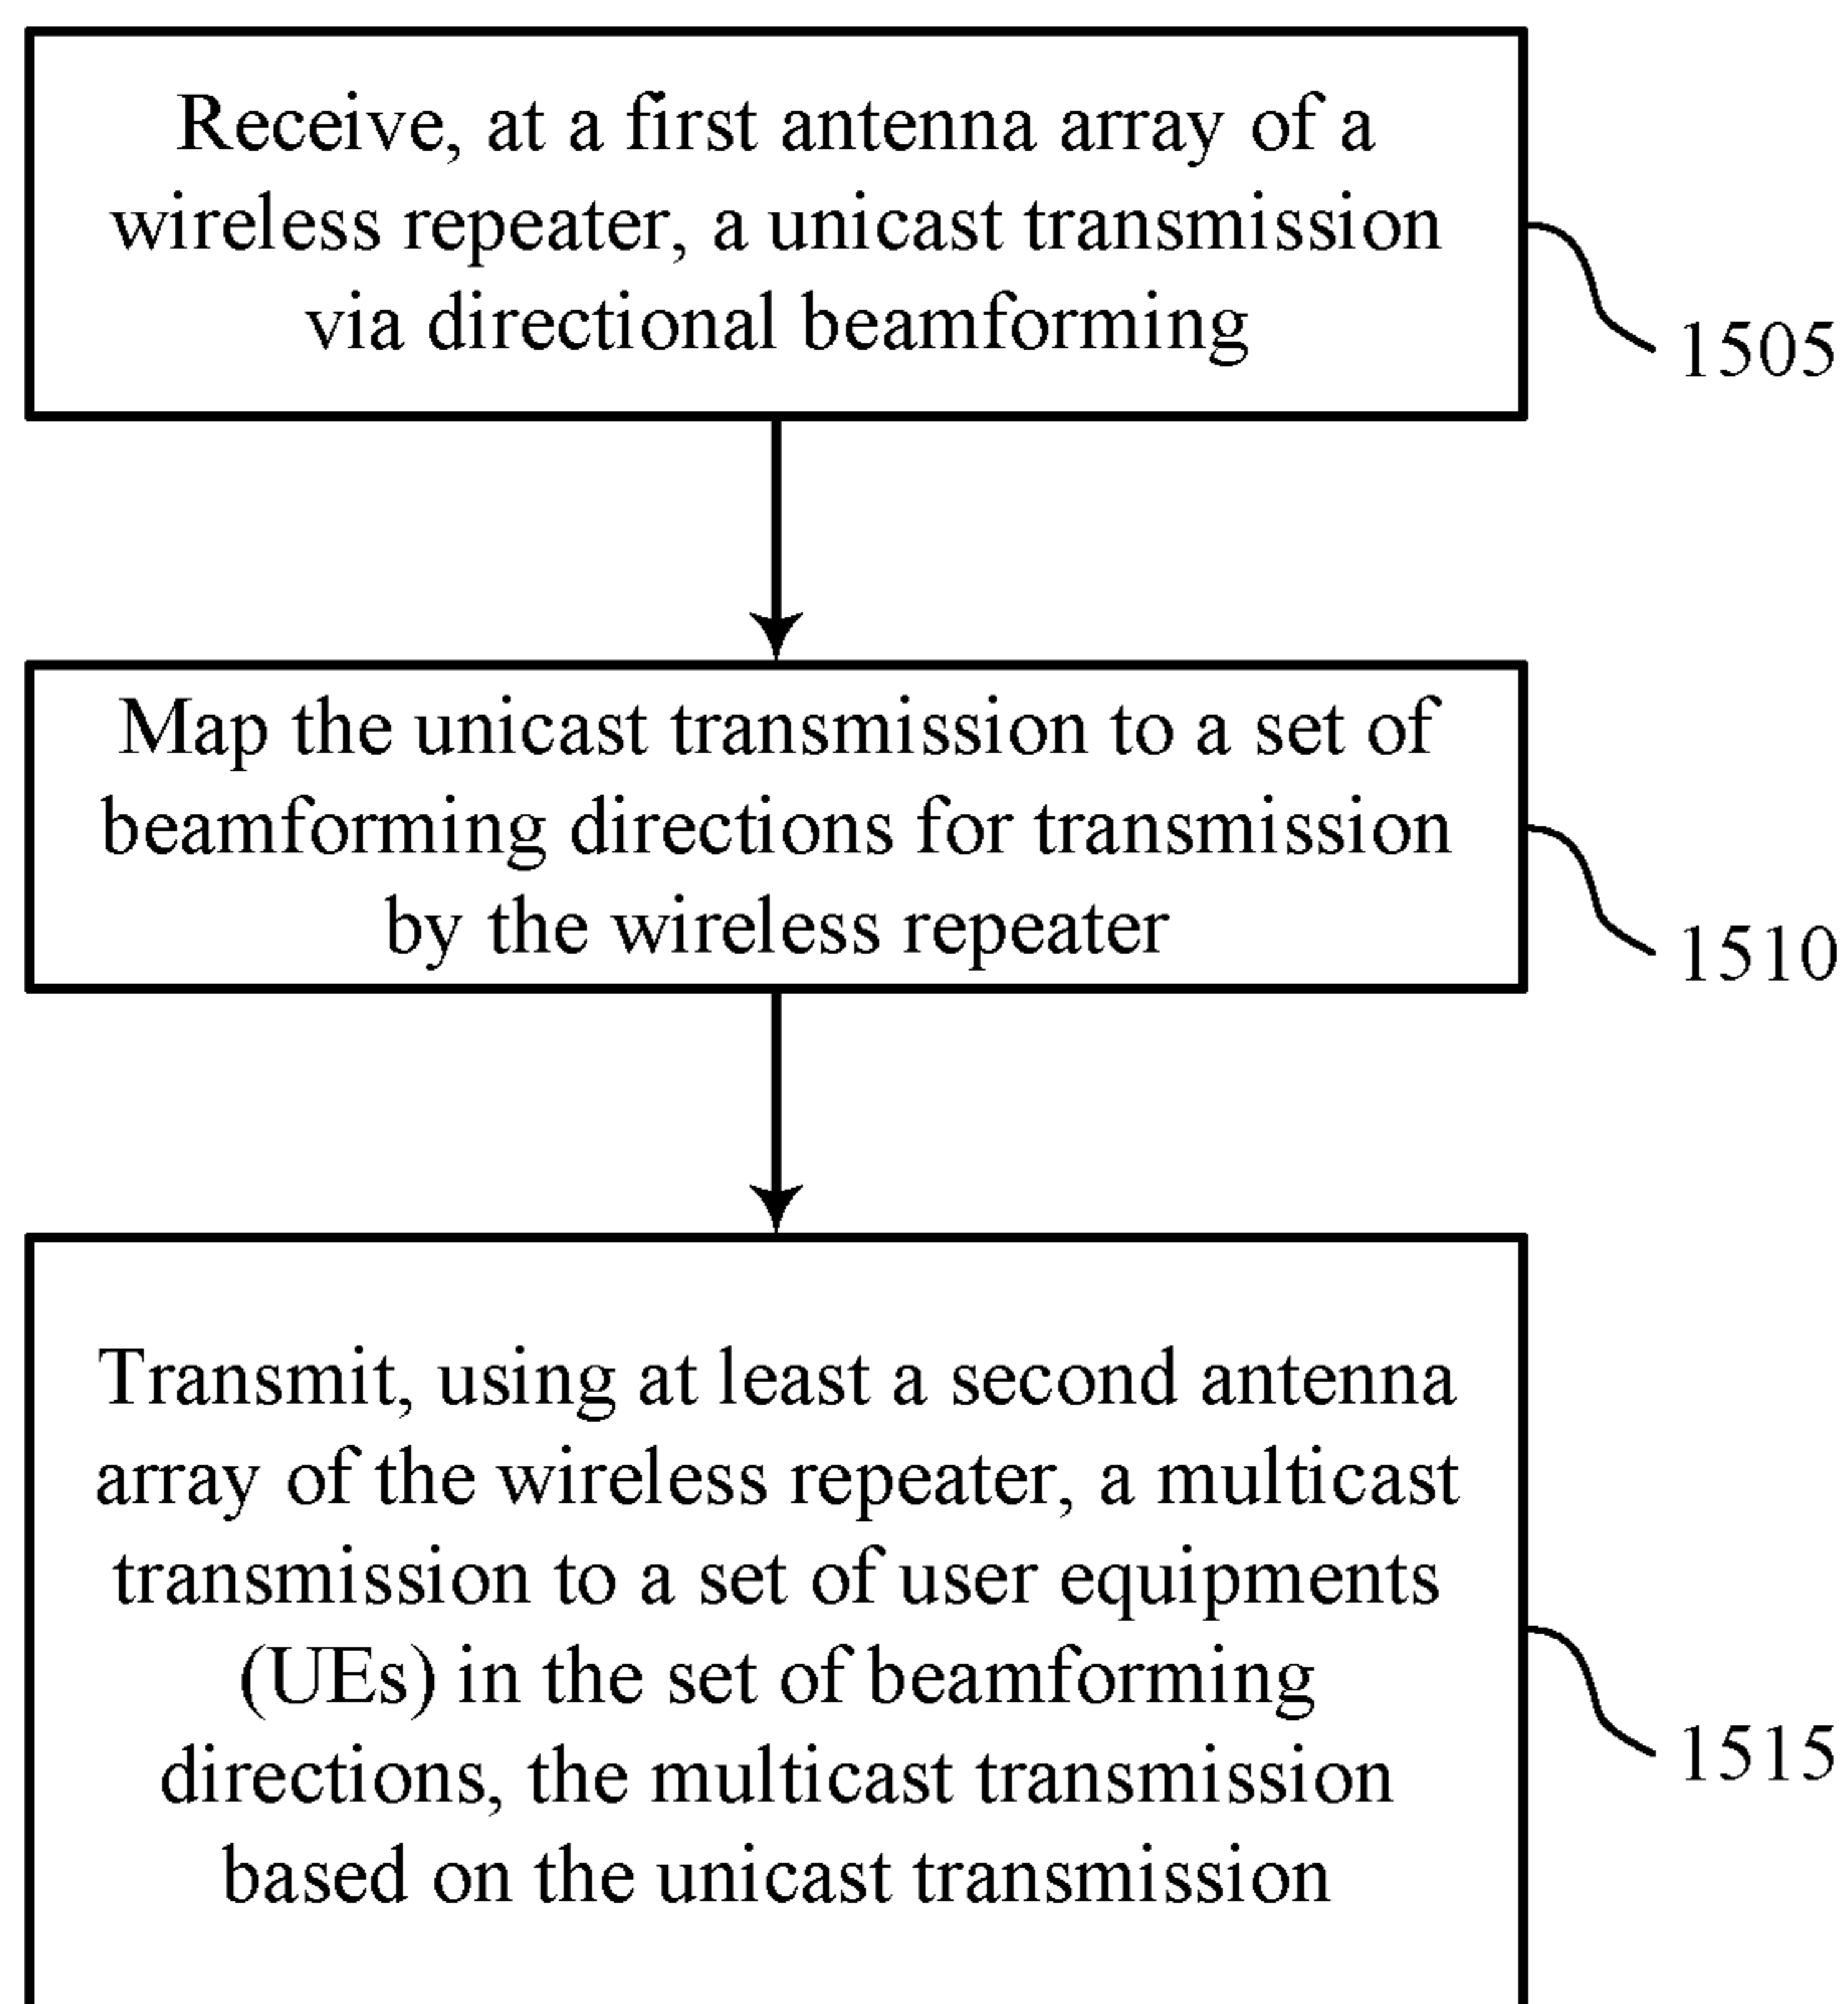 Receive, at a first antenna array of a
wireless repeater, a unicast transmission
via directional beamforming
1505
Map the unicast transmission to a set of
beamforming directions for transmission
by the wireless repeater
1510
Transmit, using at least a second antenna
array of the wireless repeater, a multicast
transmission to a set of user equipments
(UEs) in the set of beamforming
directions, the multicast transmission
based on the unicast transmission
1515